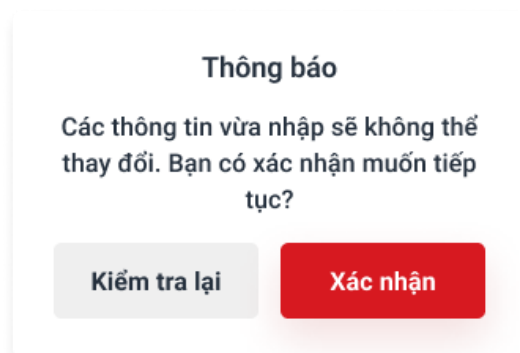 Thông báo
Các thông tin vừa nhập sẽ không thể
thay đổi. Bạn có xác nhận muốn tiếp
tục?
Kiểm tra lại
Xác nhận